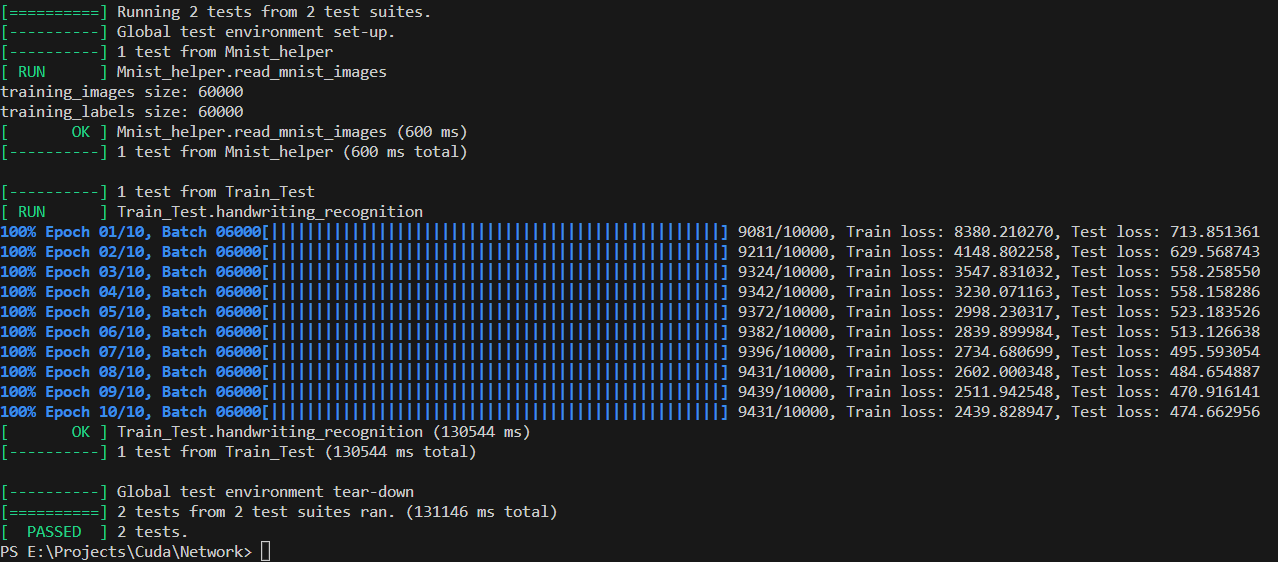 [==========] Running 2 tests from 2 test suites.
[----------] Global test environment set-up.
[----------] 1 test from Mnist_helper
[ RUN      ] Mnist_helper.read_mnist_images
training_images size: 60000
training_labels size: 60000
[       OK ] Mnist_helper.read_mnist_images (600 ms)
[----------] 1 test from Mnist_helper (600 ms total)

[----------] 1 test from Train_Test
[ RUN      ] Train_Test.handwriting_recognition
100% Epoch 01/10, Batch 06000[||||||||||||||||||||||||||||||||||||||||||||||||||] 9081/10000, Train loss: 8380.210270, Test loss: 713.851361
100% Epoch 02/10, Batch 06000[||||||||||||||||||||||||||||||||||||||||||||||||||] 9211/10000, Train loss: 4148.802258, Test loss: 629.568743
100% Epoch 03/10, Batch 06000[||||||||||||||||||||||||||||||||||||||||||||||||||] 9324/10000, Train loss: 3547.831032, Test loss: 558.258550
100% Epoch 04/10, Batch 06000[||||||||||||||||||||||||||||||||||||||||||||||||||] 9342/10000, Train loss: 3230.071163, Test loss: 558.158286
100% Epoch 05/10, Batch 06000[||||||||||||||||||||||||||||||||||||||||||||||||||] 9372/10000, Train loss: 2998.230317, Test loss: 523.183526
100% Epoch 06/10, Batch 06000[||||||||||||||||||||||||||||||||||||||||||||||||||] 9382/10000, Train loss: 2839.899984, Test loss: 513.126638
100% Epoch 07/10, Batch 06000[||||||||||||||||||||||||||||||||||||||||||||||||||] 9396/10000, Train loss: 2734.680699, Test loss: 495.593054
100% Epoch 08/10, Batch 06000[||||||||||||||||||||||||||||||||||||||||||||||||||] 9431/10000, Train loss: 2602.000348, Test loss: 484.654887
100% Epoch 09/10, Batch 06000[||||||||||||||||||||||||||||||||||||||||||||||||||] 9439/10000, Train loss: 2511.942548, Test loss: 470.916141
100% Epoch 10/10, Batch 06000[||||||||||||||||||||||||||||||||||||||||||||||||||] 9431/10000, Train loss: 2439.828947, Test loss: 474.662956
[       OK ] Train_Test.handwriting_recognition (130544 ms)
[----------] 1 test from Train_Test (130544 ms total)

[----------] Global test environment tear-down
[==========] 2 tests from 2 test suites ran. (131146 ms total)
[  PASSED  ] 2 tests.
PS E:\Projects\Cuda\Network>